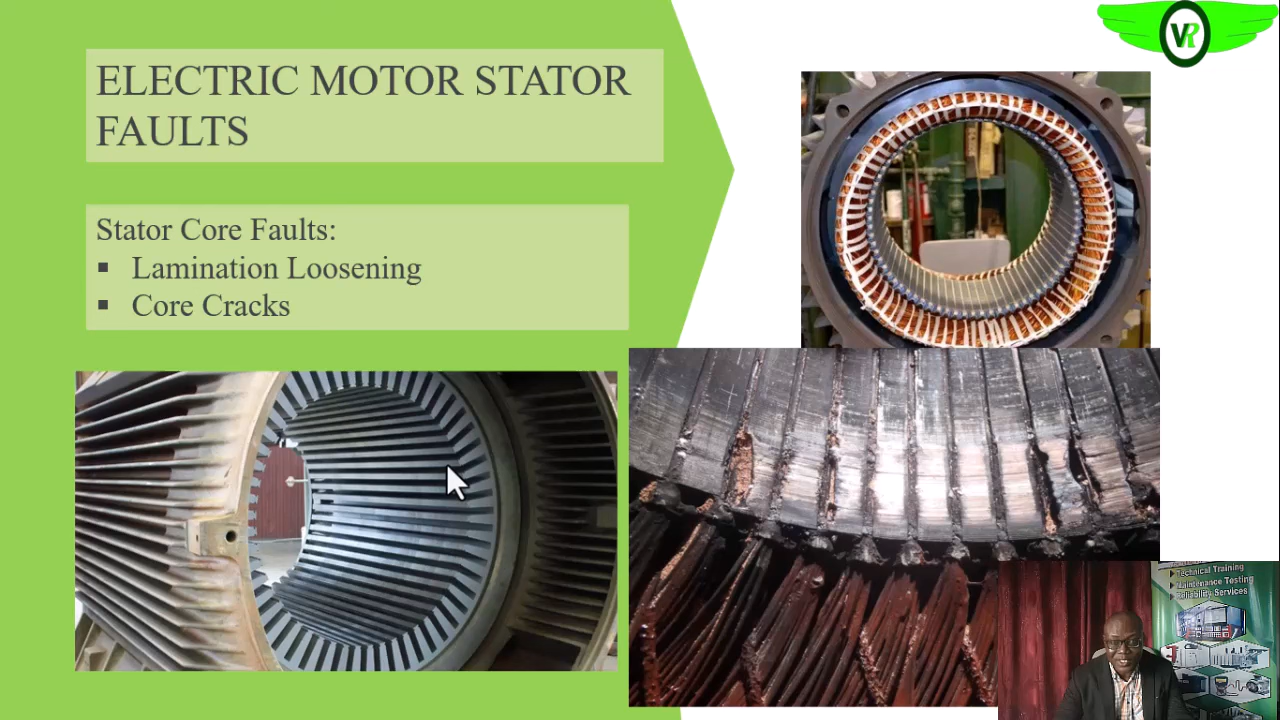 ELECTRIC MOTOR STATOR
FAULTS
Stator Core Faults:
▪ Lamination Loosening
▪ Core Cracks
VR
Technical Training
Maintenance Testing
Reliability Services